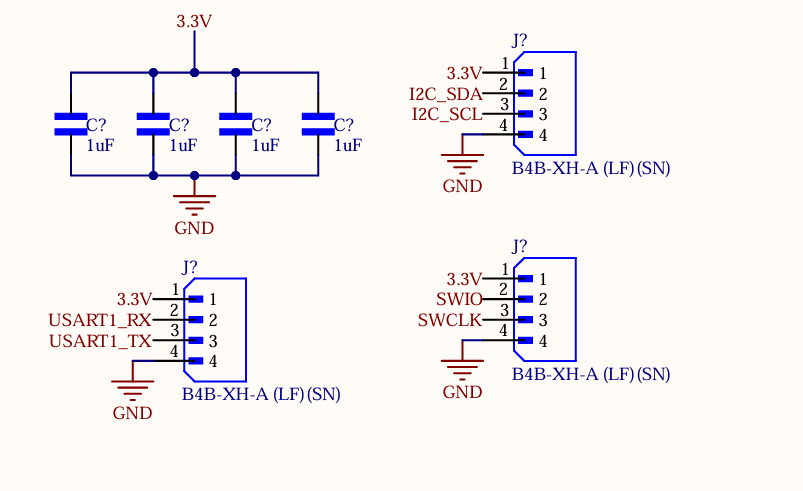 3.3V
C?
1uF
C?
1uF
C?
1uF
C?
1uF
GND
J?
3.3V 1 1
I2C_SDA 2 2
I2C_SCL 3 3
4 4
GND
B4B-XH-A (LF)(SN)
J?
3.3V 1 1
USART1_RX 2 2
USART1_TX 3 3
4 4
GND
B4B-XH-A (LF)(SN)
J?
3.3V 1 1
SWIO 2 2
SWCLK 3 3
4 4
GND
B4B-XH-A (LF)(SN)